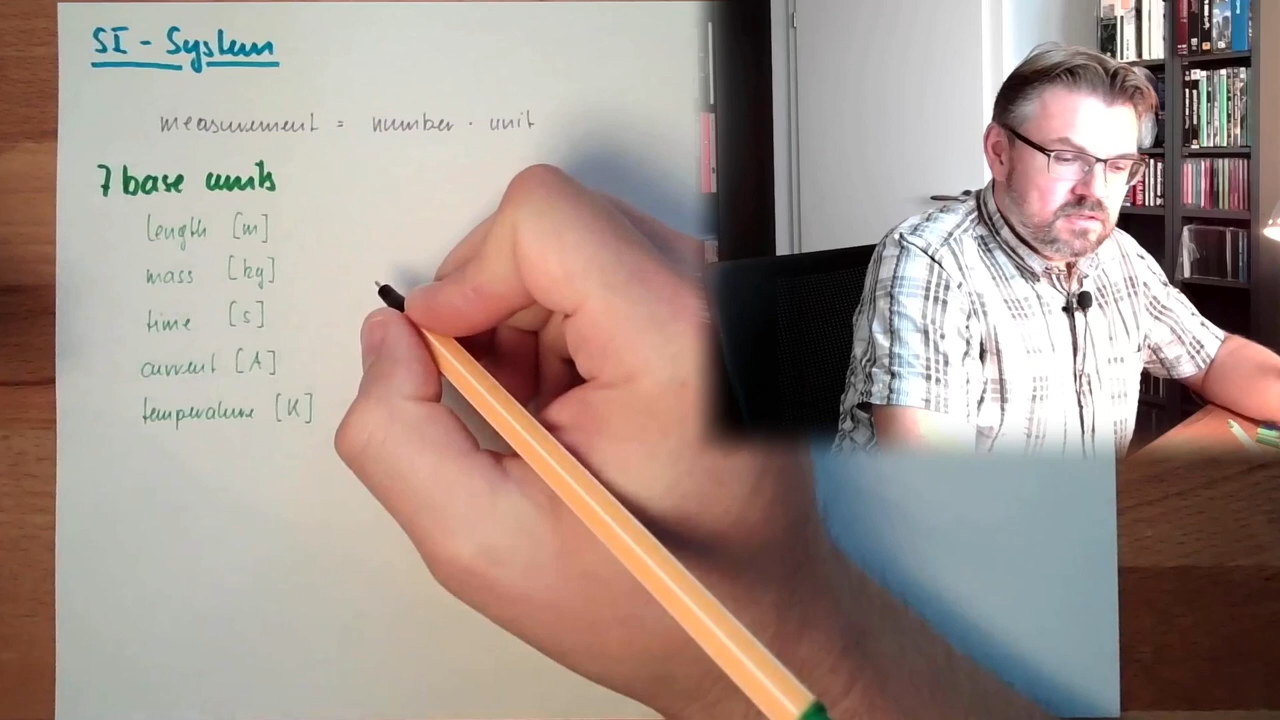 SI - System
measurement = number · unit
7 base units
length [m]
mass [kg]
time [s]
current [A]
temperature [K]